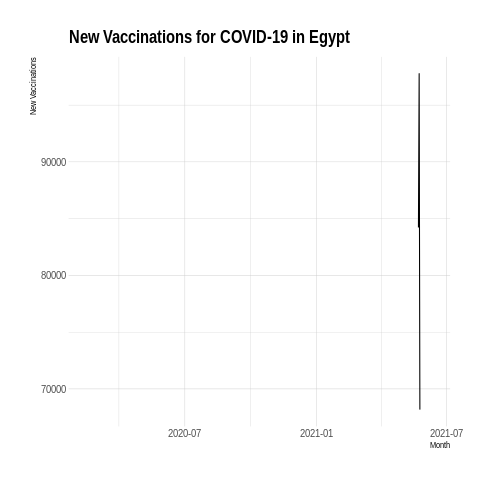 New Vaccinations for COVID-19 in Egypt
New Vaccinations
90000
80000
70000
2020-07
2021-01
2021-07
Month